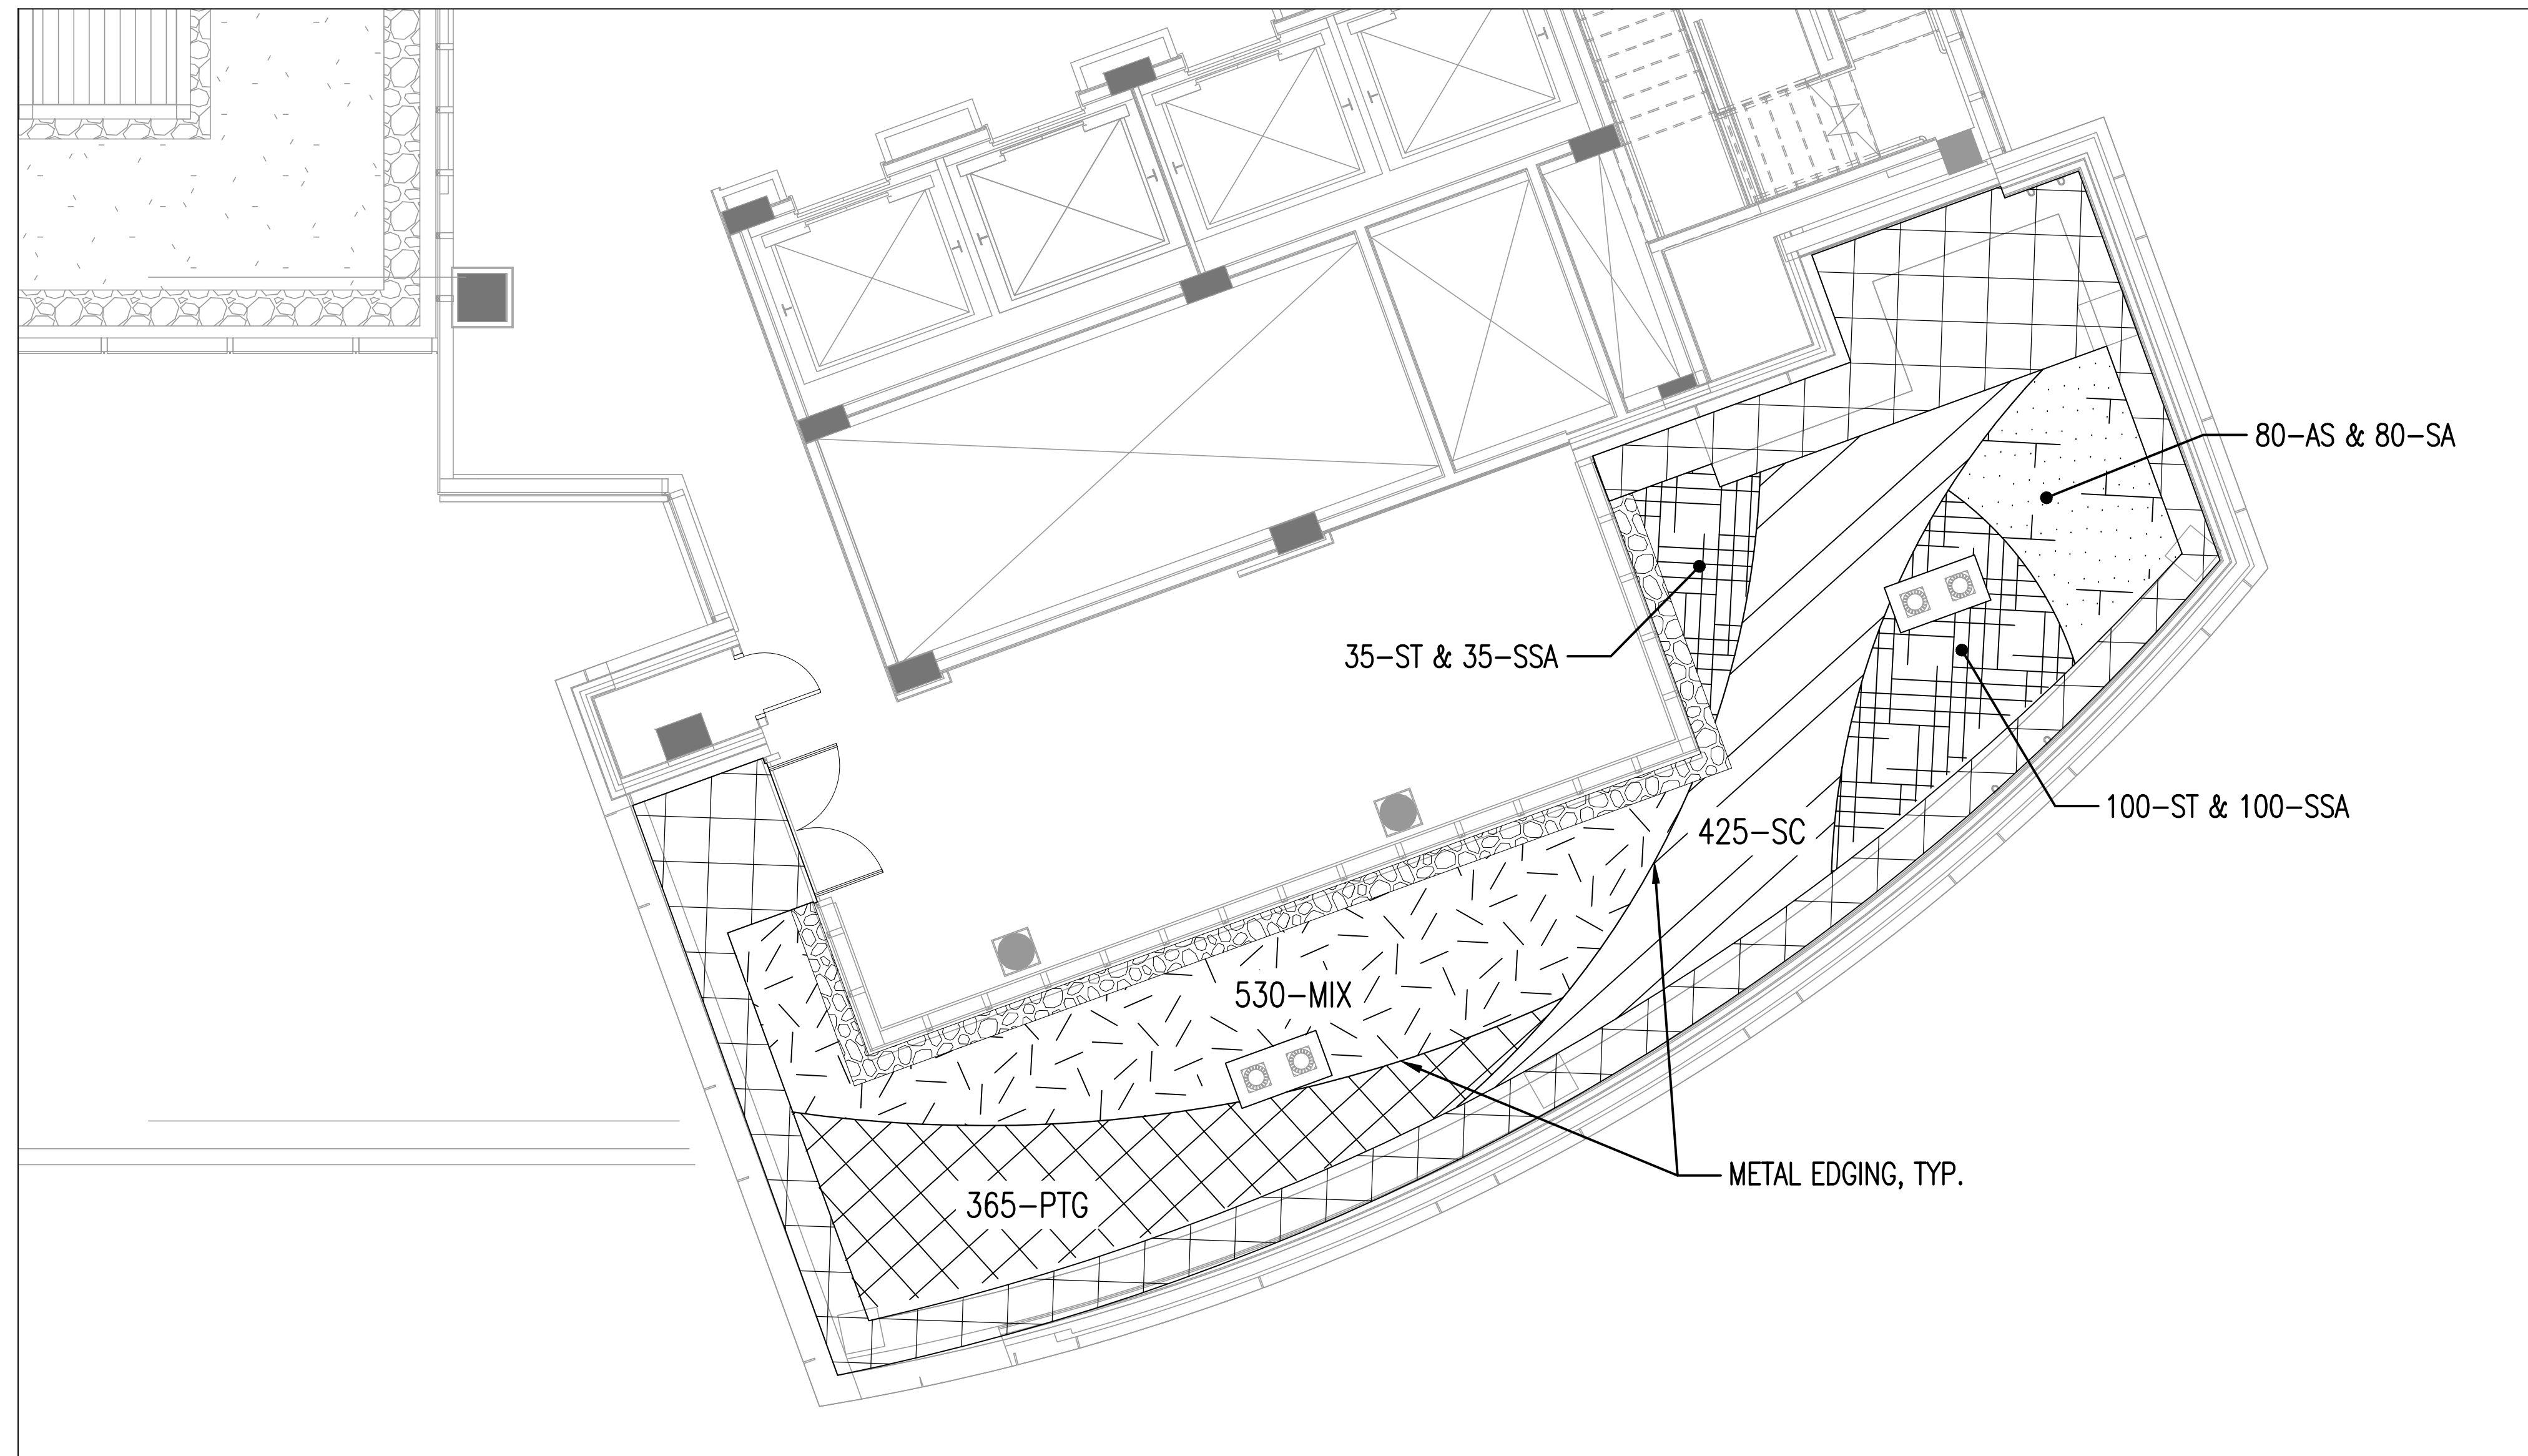 80-AS & 80-SA
35-ST & 35-SSA
100-ST & 100-SSA
425-SC
530-MIX
METAL EDGING, TYP.
365-PTG